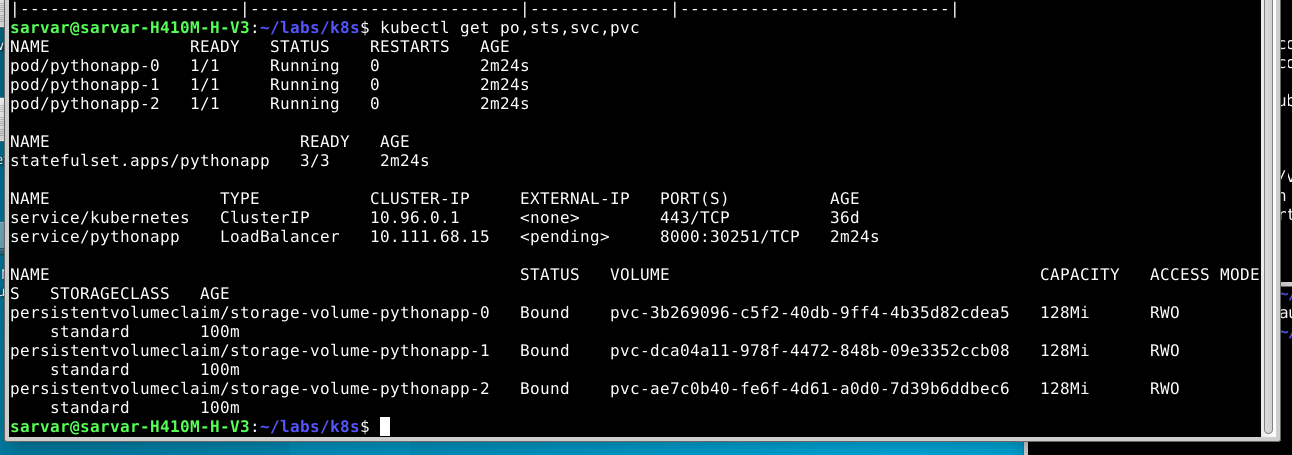 |----------------------|---------------------------|--------------|---------------------------|
sarvar@sarvar-H410M-H-V3:~/labs/k8s$ kubectl get po,sts,svc,pvc
NAME READY STATUS RESTARTS AGE
pod/pythonapp-0 1/1 Running 0 2m24s
pod/pythonapp-1 1/1 Running 0 2m24s
pod/pythonapp-2 1/1 Running 0 2m24s
NAME READY AGE
statefulset.apps/pythonapp 3/3 2m24s
NAME TYPE CLUSTER-IP EXTERNAL-IP PORT(S) AGE
service/kubernetes ClusterIP 10.96.0.1 <none> 443/TCP 36d
service/pythonapp LoadBalancer 10.111.68.15 <pending> 8000:30251/TCP 2m24s
NAME STATUS VOLUME CAPACITY ACCESS MODE
S STORAGECLASS AGE
persistentvolumeclaim/storage-volume-pythonapp-0 Bound pvc-3b269096-c5f2-40db-9ff4-4b35d82cdea5 128Mi RWO
standard 100m
persistentvolumeclaim/storage-volume-pythonapp-1 Bound pvc-dca04a11-978f-4472-848b-09e3352ccb08 128Mi RWO
standard 100m
persistentvolumeclaim/storage-volume-pythonapp-2 Bound pvc-ae7c0b40-fe6f-4d61-a0d0-7d39b6ddbec6 128Mi RWO
standard 100m
sarvar@sarvar-H410M-H-V3:~/labs/k8s$